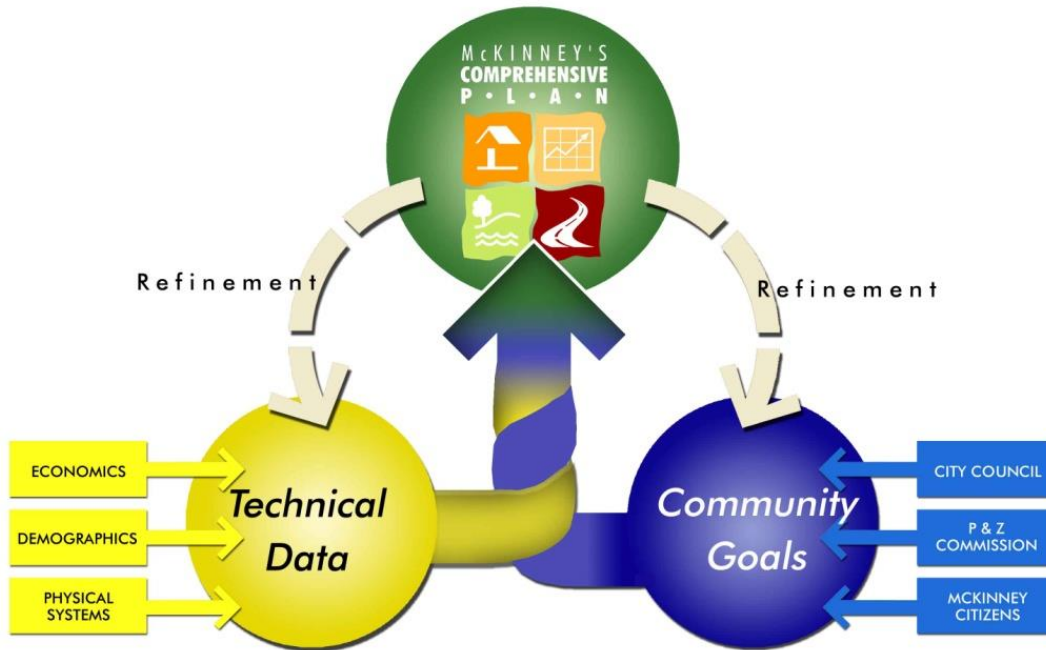 McKINNEY'S
COMPREHENSIVE
P • L • A • N
Refinement
Refinement
ECONOMICS
DEMOGRAPHICS
PHYSICAL
SYSTEMS
Technical
Data
Community
Goals
CITY COUNCIL
P & Z
COMMISSION
MCKINNEY
CITIZENS